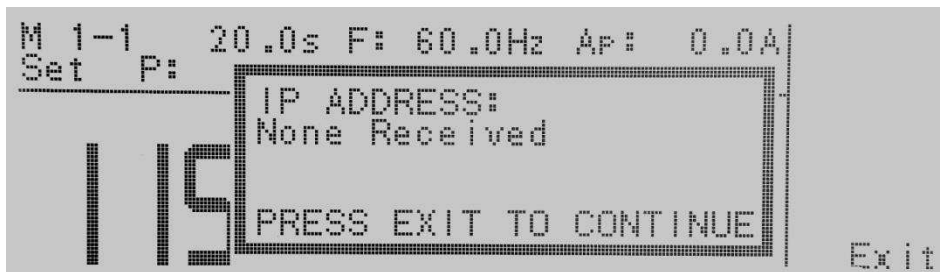 M 1-1 20.0s F: 60.0Hz Ap: 0.0A
Set P:
IP ADDRESS:
None Received
115
PRESS EXIT TO CONTINUE
Exit